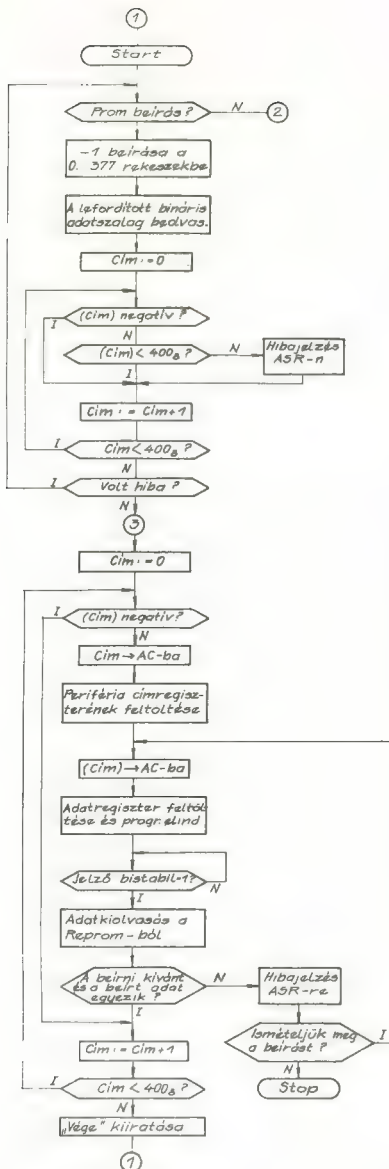 1
Start
Prom beírás?
N
2
-1 beírása a
0. 377 rekeszekbe
A lefordított bináris
adatszalag beolvas.
Cím := 0
(Cím) negatív?
I
N
(Cím) < 400₈ ?
N
Hibajelzés
ASR-n
I
Cím := Cím+1
I
Cím < 400₈ ?
N
I
Volt hiba?
N
3
Cím := 0
I
(Cím) negatív?
N
Cím → AC-ba
Periféria címregisz-
terének feltöltése
(Cím) → AC-ba
Adatregiszter feltöl-
tése és progr. elind
Jelző bistabil=1?
N
I
Adatkiolvasás a
Reprom-ból
A beírni kívánt
és a beírt adat
egyezik ?
N
Hibajelzés
ASR-re
I
Ismételjük meg
a beírást ?
I
N
Stop
Cím := Cím+1
I
Cím < 400₈ ?
N
„Vége” kiíratása
1